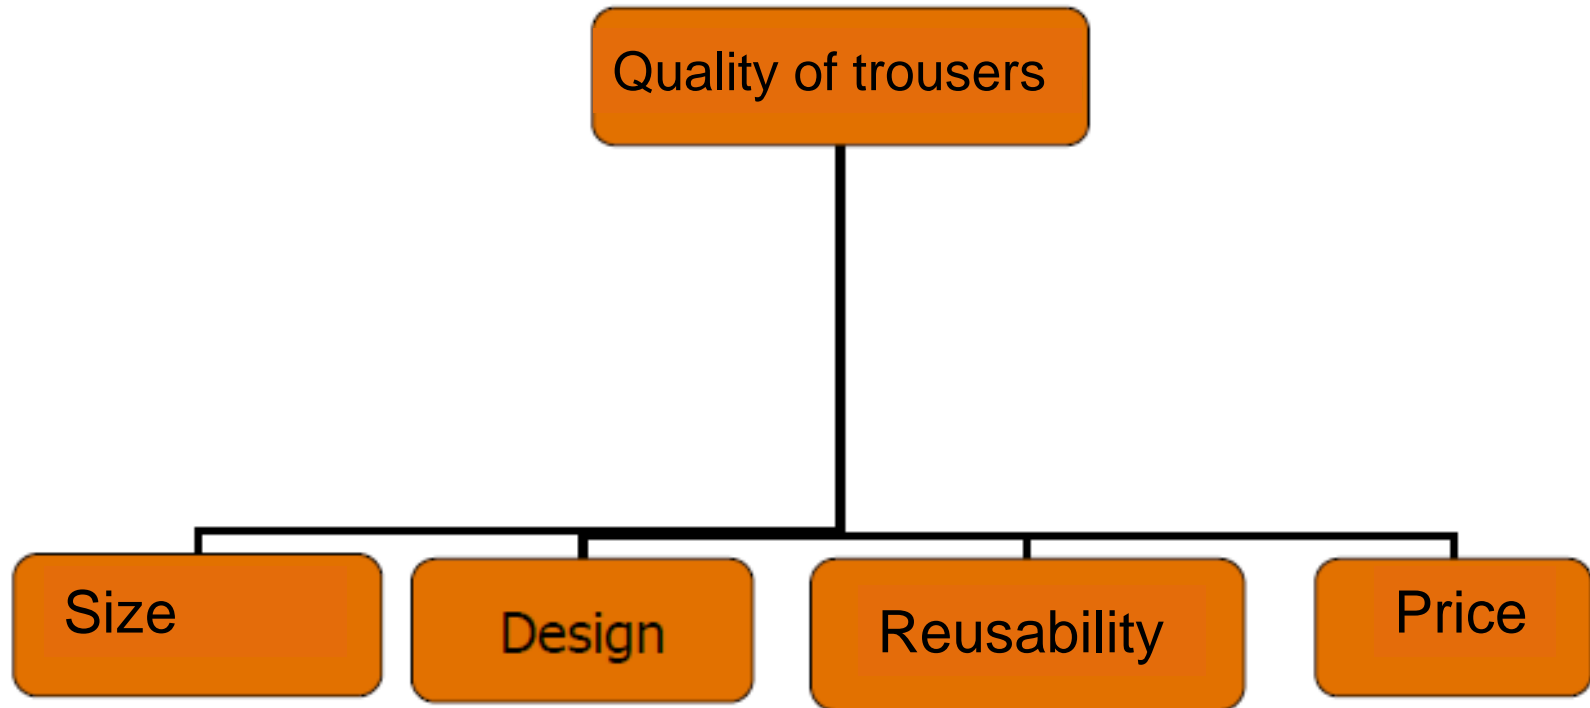 Quality of trousers
Size
Design
Reusability
Price